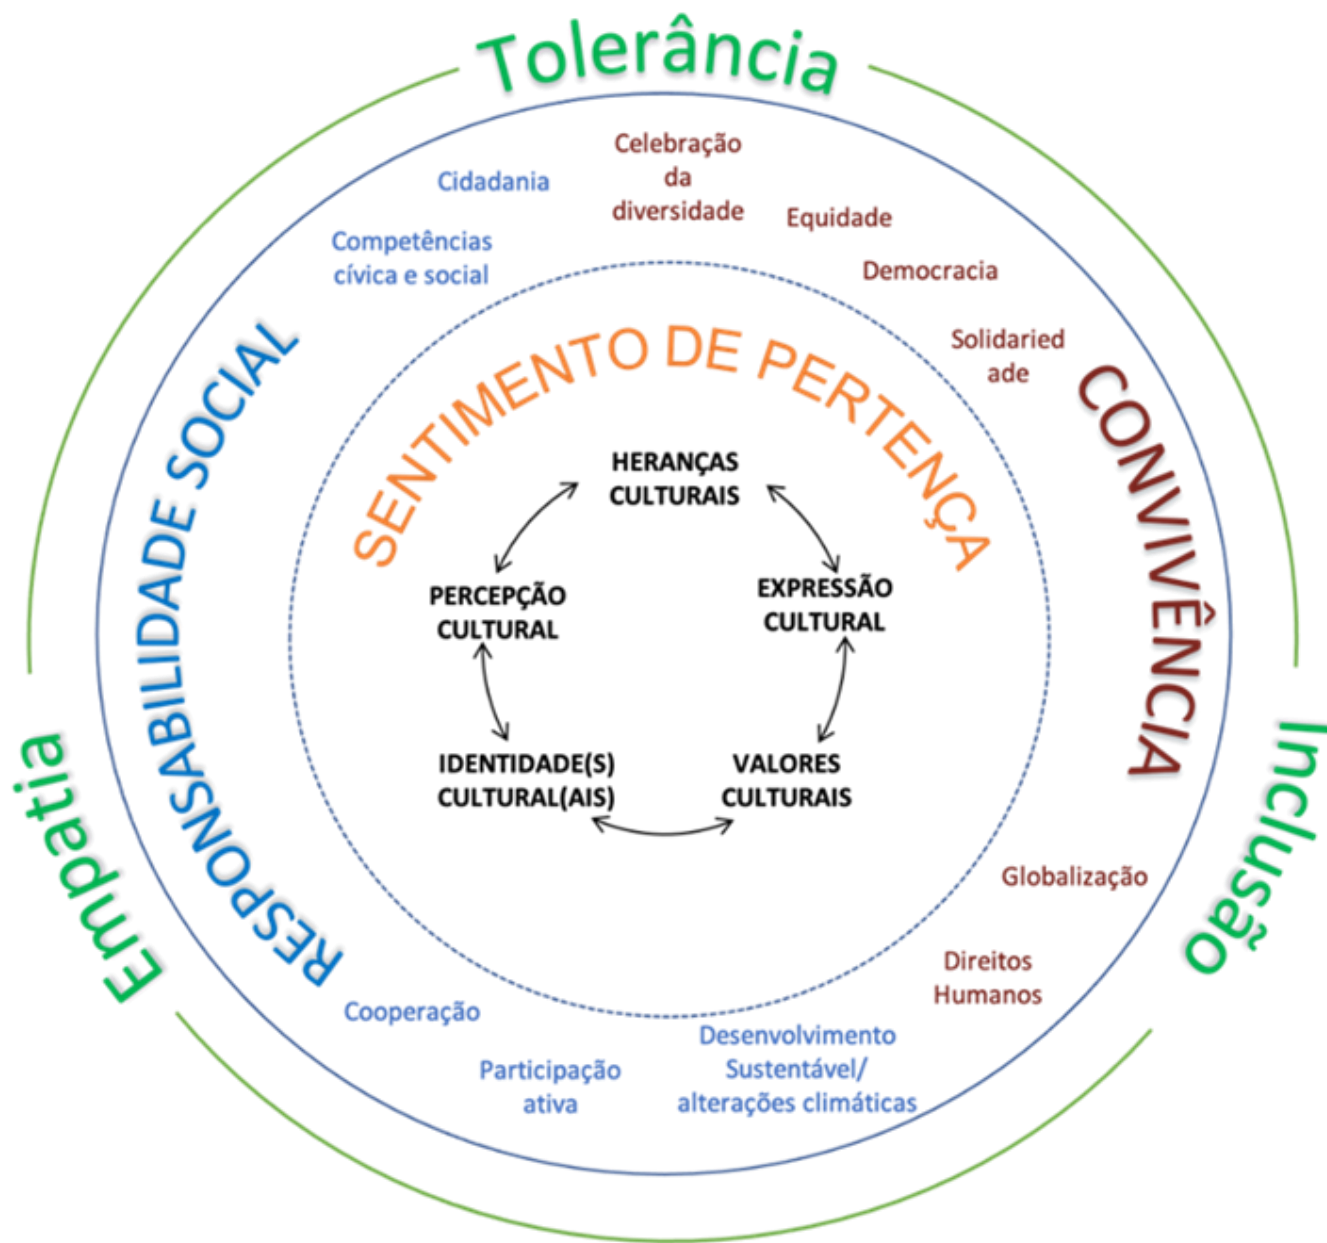 Tolerância
Celebração
da
diversidade
Cidadania
Equidade
Competências
cívica e social
Democracia
Solidaried
ade
RESPONSABILIDADE SOCIAL
SENTIMENTO DE PERTENÇA
CONVIVÊNCIA
HERANÇAS
CULTURAIS
PERCEPÇÃO
CULTURAL
EXPRESSÃO
CULTURAL
IDENTIDADE(S)
CULTURAL(AIS)
VALORES
CULTURAIS
Empatia
Inclusão
Globalização
Direitos
Humanos
Cooperação
Participação
ativa
Desenvolvimento
Sustentável/
alterações climáticas